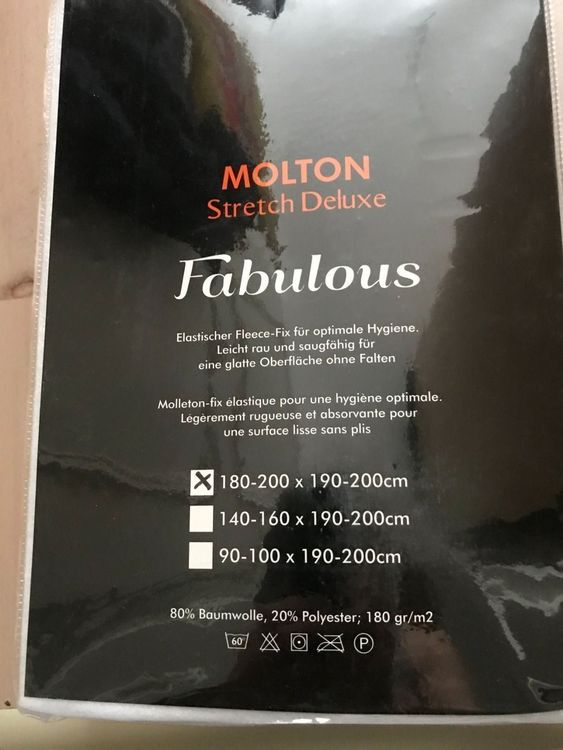 MOLTON
Stretch Deluxe
Fabulous
Elastischer Fleece-Fix für optimale Hygiene.
Leicht rau und saugfähig für
eine glatte Oberfläche ohne Falten
Molleton-fix élastique pour une hygiène optimale.
Légèrement rugueuse et absorvante pour
une surface lisse sans plis
180-200 x 190-200cm
140-160 x 190-200cm
90-100 x 190-200cm
80% Baumwolle, 20% Polyester; 180 gr/m2
60° P